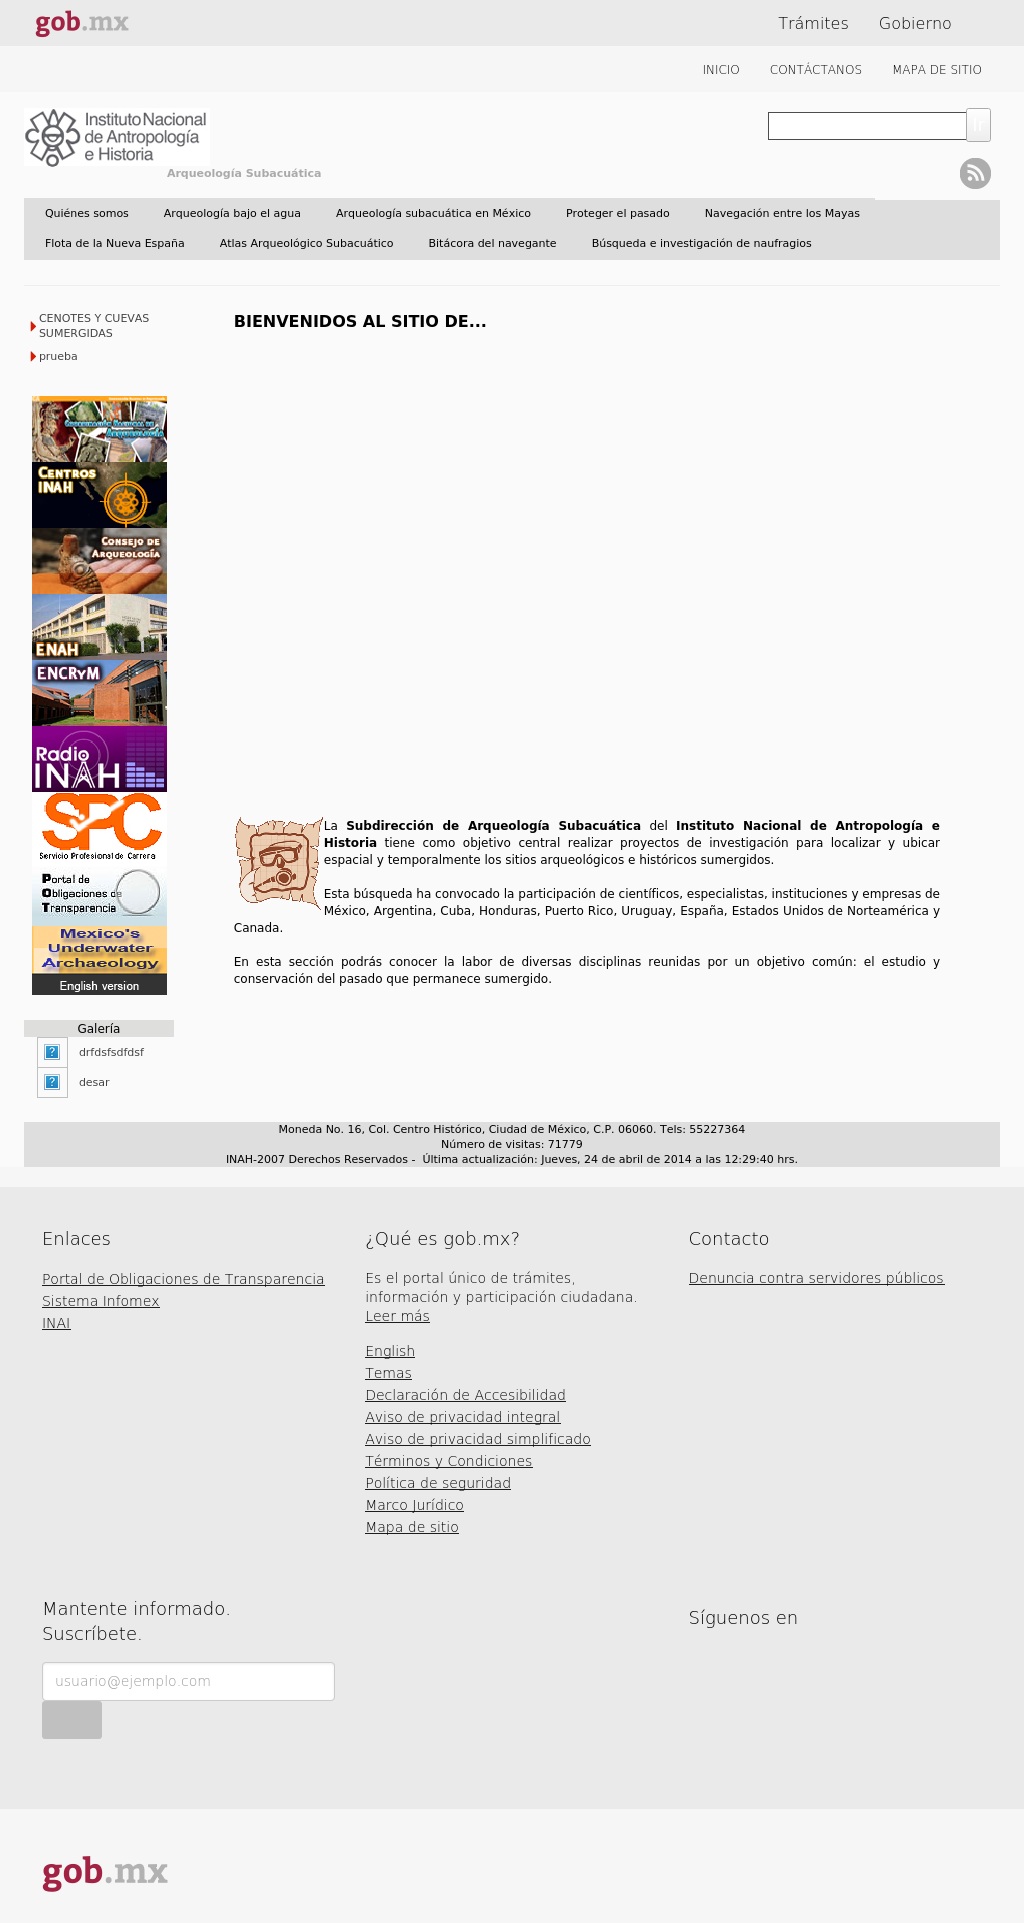 gob.mx
Trámites Gobierno
INICIO CONTÁCTANOS MAPA DE SITIO
Instituto Nacional
de Antropología
e Historia
Ir
Arqueología Subacuática
Quiénes somos Arqueología bajo el agua Arqueología subacuática en México Proteger el pasado Navegación entre los Mayas
Flota de la Nueva España Atlas Arqueológico Subacuático Bitácora del navegante Búsqueda e investigación de naufragios
CENOTES Y CUEVAS
SUMERGIDAS
prueba
BIENVENIDOS AL SITIO DE...
Coordinación Nacional de
Arqueología
Centros
INAH
Consejo de
Arqueología
ENAH
ENCRyM
Radio
INAH
SPC
Servicio Profesional de Carrera
Portal de
Obligaciones de
Transparencia
Mexico's
Underwater
Archaeology
English version
La Subdirección de Arqueología Subacuática del Instituto Nacional de Antropología e
Historia tiene como objetivo central realizar proyectos de investigación para localizar y ubicar
espacial y temporalmente los sitios arqueológicos e históricos sumergidos.
Esta búsqueda ha convocado la participación de científicos, especialistas, instituciones y empresas de
México, Argentina, Cuba, Honduras, Puerto Rico, Uruguay, España, Estados Unidos de Norteamérica y
Canada.
En esta sección podrás conocer la labor de diversas disciplinas reunidas por un objetivo común: el estudio y
conservación del pasado que permanece sumergido.
Galería
drfdsfsdfdsf
desar
Moneda No. 16, Col. Centro Histórico, Ciudad de México, C.P. 06060. Tels: 55227364
Número de visitas: 71779
INAH-2007 Derechos Reservados - Última actualización: Jueves, 24 de abril de 2014 a las 12:29:40 hrs.
Enlaces
Portal de Obligaciones de Transparencia
Sistema Infomex
INAI
¿Qué es gob.mx?
Es el portal único de trámites,
información y participación ciudadana.
Leer más
English
Temas
Declaración de Accesibilidad
Aviso de privacidad integral
Aviso de privacidad simplificado
Términos y Condiciones
Política de seguridad
Marco Jurídico
Mapa de sitio
Contacto
Denuncia contra servidores públicos
Mantente informado.
Suscríbete.
usuario@ejemplo.com
Síguenos en
gob.mx